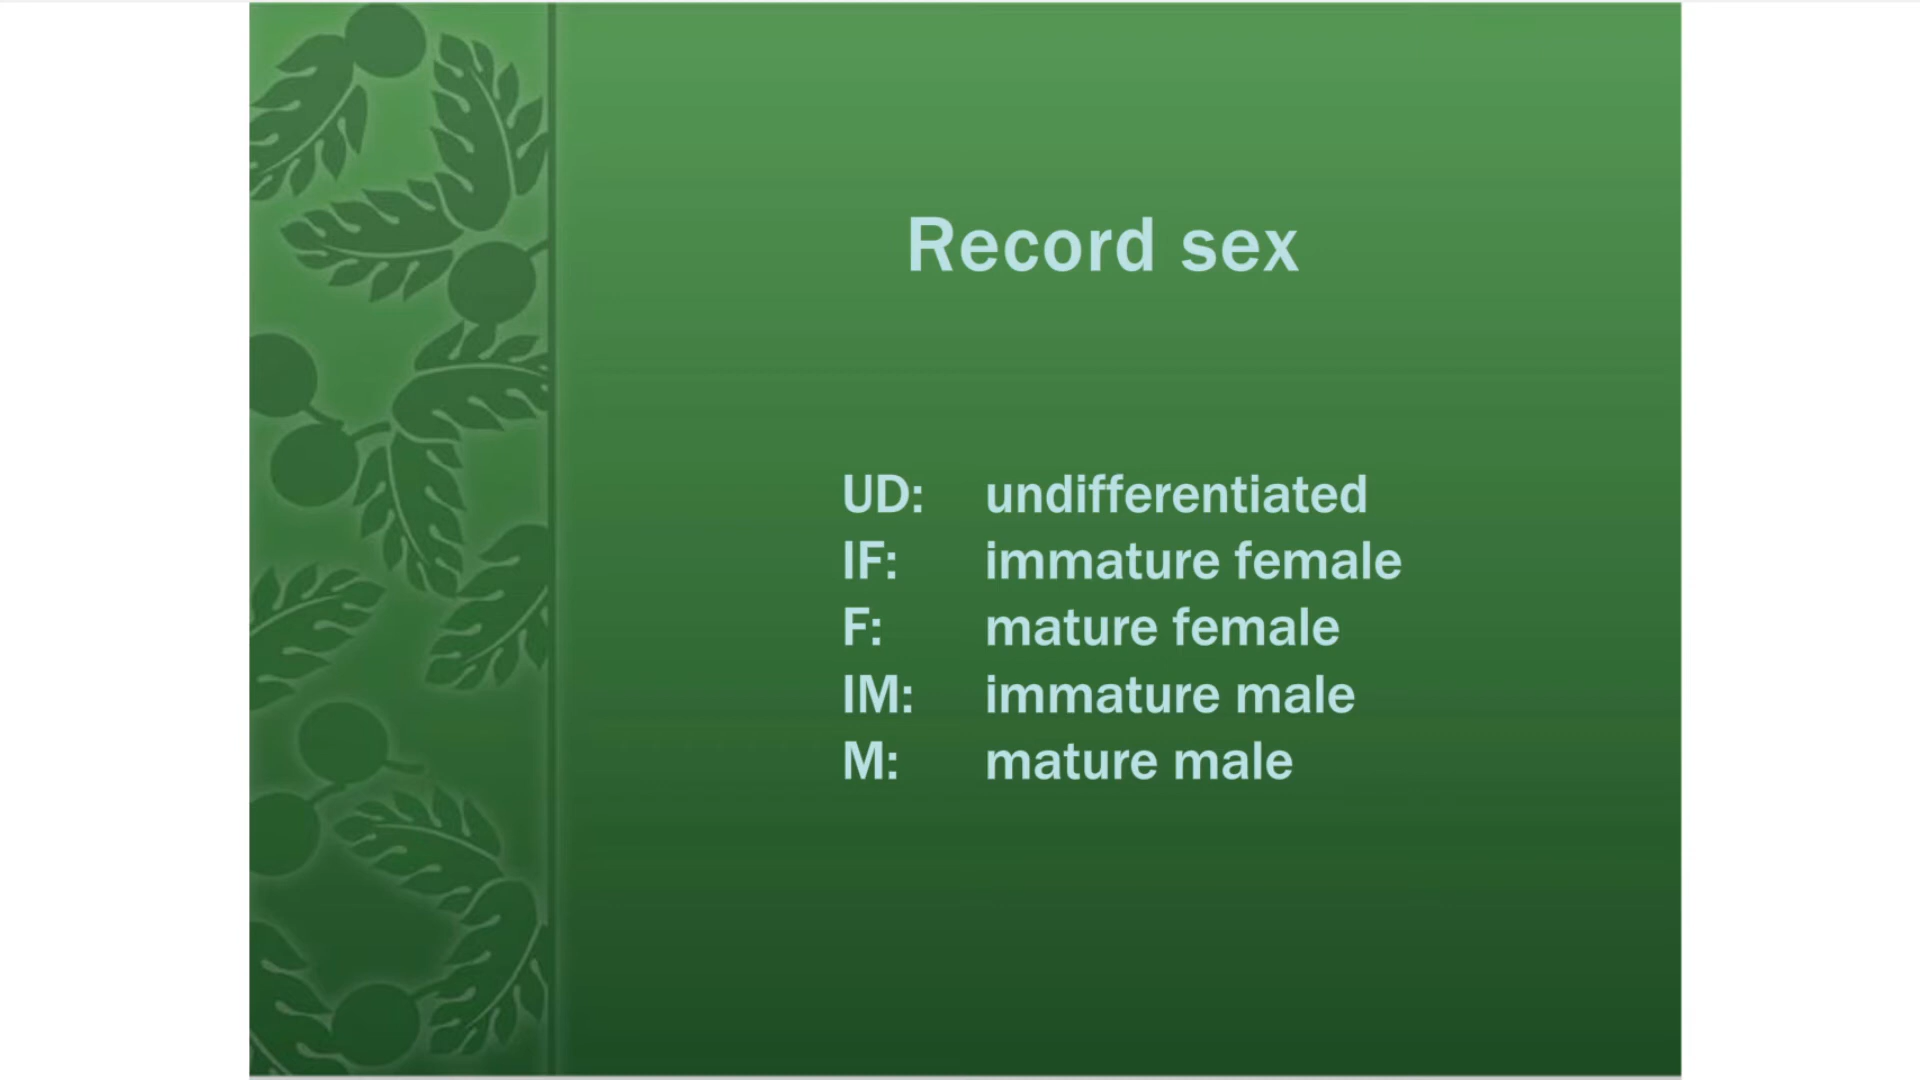 Record sex
UD: undifferentiated
IF: immature female
F: mature female
IM: immature male
M: mature male